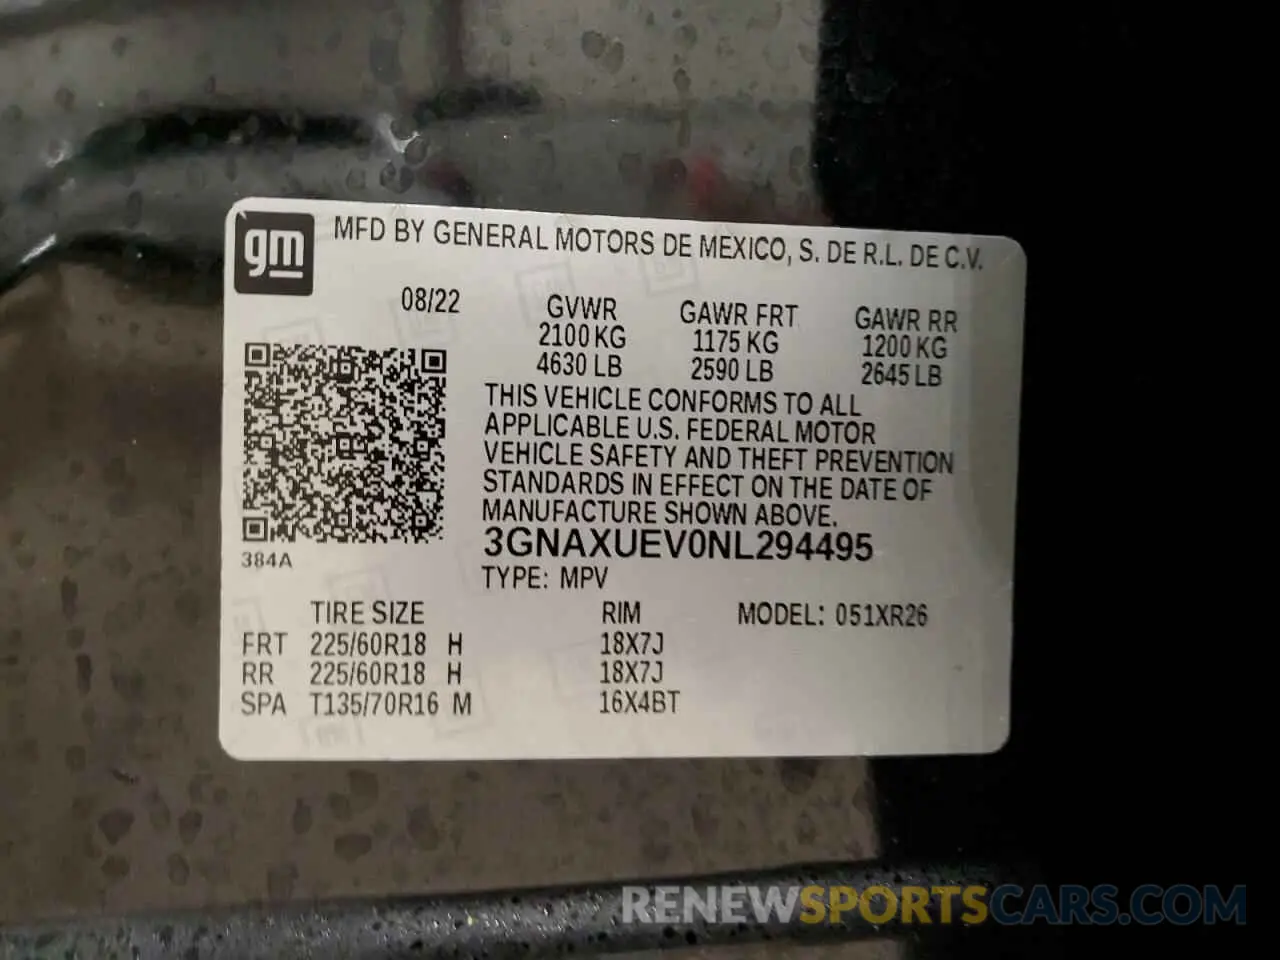 gm
MFD BY GENERAL MOTORS DE MEXICO, S. DE R.L. DE C.V.
08/22 GVWR GAWR FRT GAWR RR
2100 KG 1175 KG 1200 KG
4630 LB 2590 LB 2645 LB
THIS VEHICLE CONFORMS TO ALL
APPLICABLE U.S. FEDERAL MOTOR
VEHICLE SAFETY AND THEFT PREVENTION
STANDARDS IN EFFECT ON THE DATE OF
MANUFACTURE SHOWN ABOVE.
3GNAXUEV0NL294495
384A
TYPE: MPV
TIRE SIZE RIM MODEL: 051XR26
FRT 225/60R18 H 18X7J
RR 225/60R18 H 18X7J
SPA T135/70R16 M 16X4BT
RENEWSPORTSCARS.COM